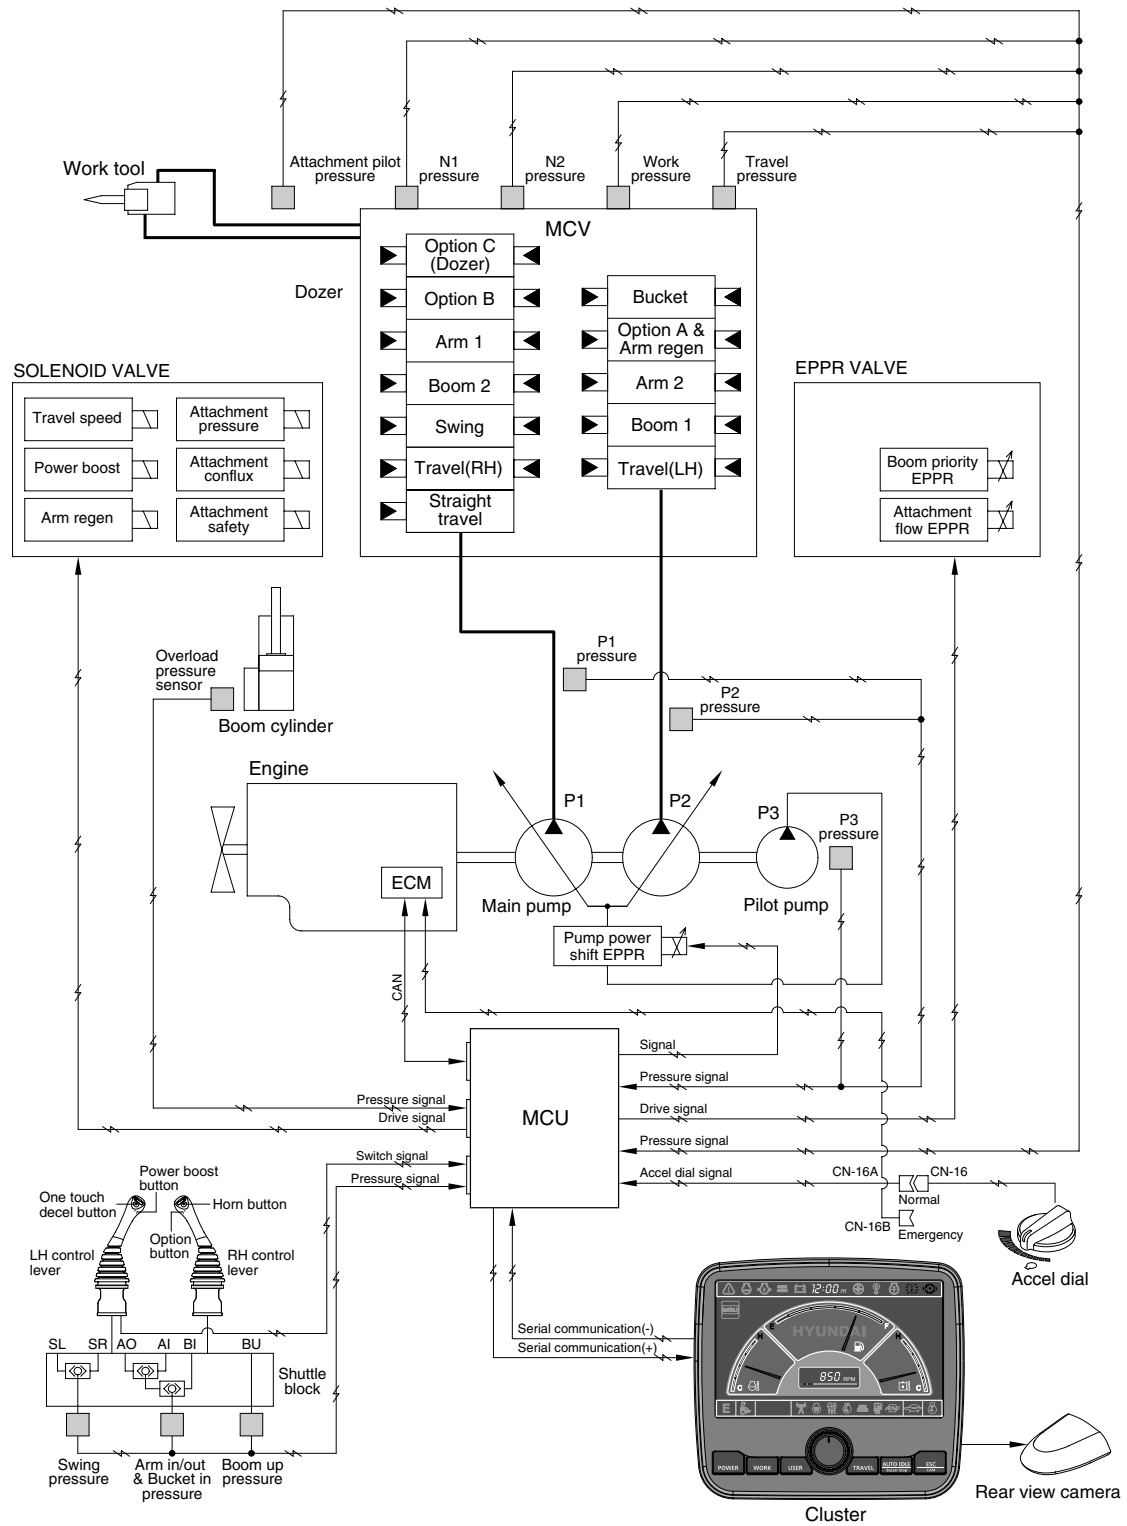 Attachment pilot
pressure
N1
pressure
N2
pressure
Work
pressure
Travel
pressure
Work tool
MCV
Dozer
Option C
(Dozer)
Option B
Arm 1
Boom 2
Swing
Travel(RH)
Straight
travel
Bucket
Option A &
Arm regen
Arm 2
Boom 1
Travel(LH)
SOLENOID VALVE
Travel speed
Attachment
pressure
Power boost
Attachment
conflux
Arm regen
Attachment
safety
EPPR VALVE
Boom priority
EPPR
Attachment
flow EPPR
Overload
pressure
sensor
Boom cylinder
P1
pressure
P2
pressure
Engine
P1
P2
P3
P3
pressure
ECM
Main pump
Pilot pump
Pump power
shift EPPR
CAN
MCU
Signal
Pressure signal
Drive signal
Pressure signal
Accel dial signal
Pressure signal
Drive signal
Switch signal
Pressure signal
CN-16A
CN-16
Normal
CN-16B
Emergency
Accel dial
Power boost
button
One touch
decel button
Horn button
Option
button
LH control
lever
RH control
lever
SL
SR
AO
AI
BI
BU
Shuttle
block
Swing
pressure
Arm in/out
& Bucket in
pressure
Boom up
pressure
Serial communication(-)
Serial communication(+)
12:00
HYUNDAI
E
F
H
H
C
C
850 RPM
E
POWER
WORK
USER
TRAVEL
AUTO IDLE
Buzzer Stop
ESC
CAM
Cluster
Rear view camera